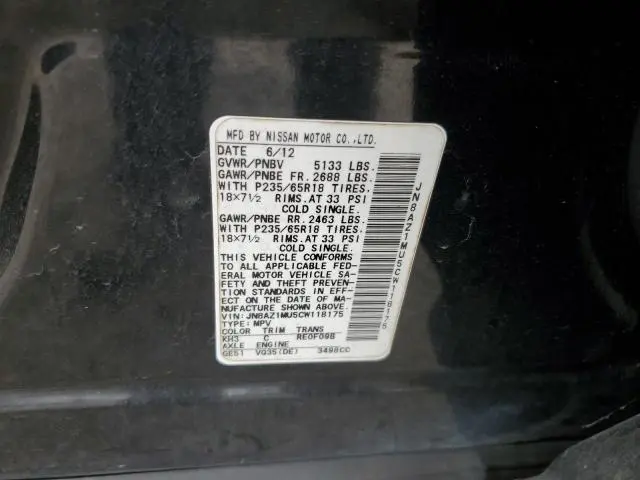 MFD BY NISSAN MOTOR CO.,LTD.
DATE 6/12
GVWR/PNBV 5133 LBS.
GAWR/PNBE FR. 2688 LBS.
WITH P235/65R18 TIRES,
18×7½ RIMS.AT 33 PSI
COLD SINGLE.
GAWR/PNBE RR. 2463 LBS.
WITH P235/65R18 TIRES,
18×7½ RIMS.AT 33 PSI
COLD SINGLE.
THIS VEHICLE CONFORMS
TO ALL APPLICABLE FED-
ERAL MOTOR VEHICLE SA-
FETY AND THEFT PREVEN-
TION STANDARDS IN EFF-
ECT ON THE DATE OF MA-
NUFACTURE SHOWN ABOVE.
VIN: JN8AZ1MU5CW118175
TYPE: MPV
COLOR TRIM TRANS
KH3 C RE0F09B
AXLE ENGINE
GE51 VQ35(DE) 3498CC
JN8AZ1MU5CW118175